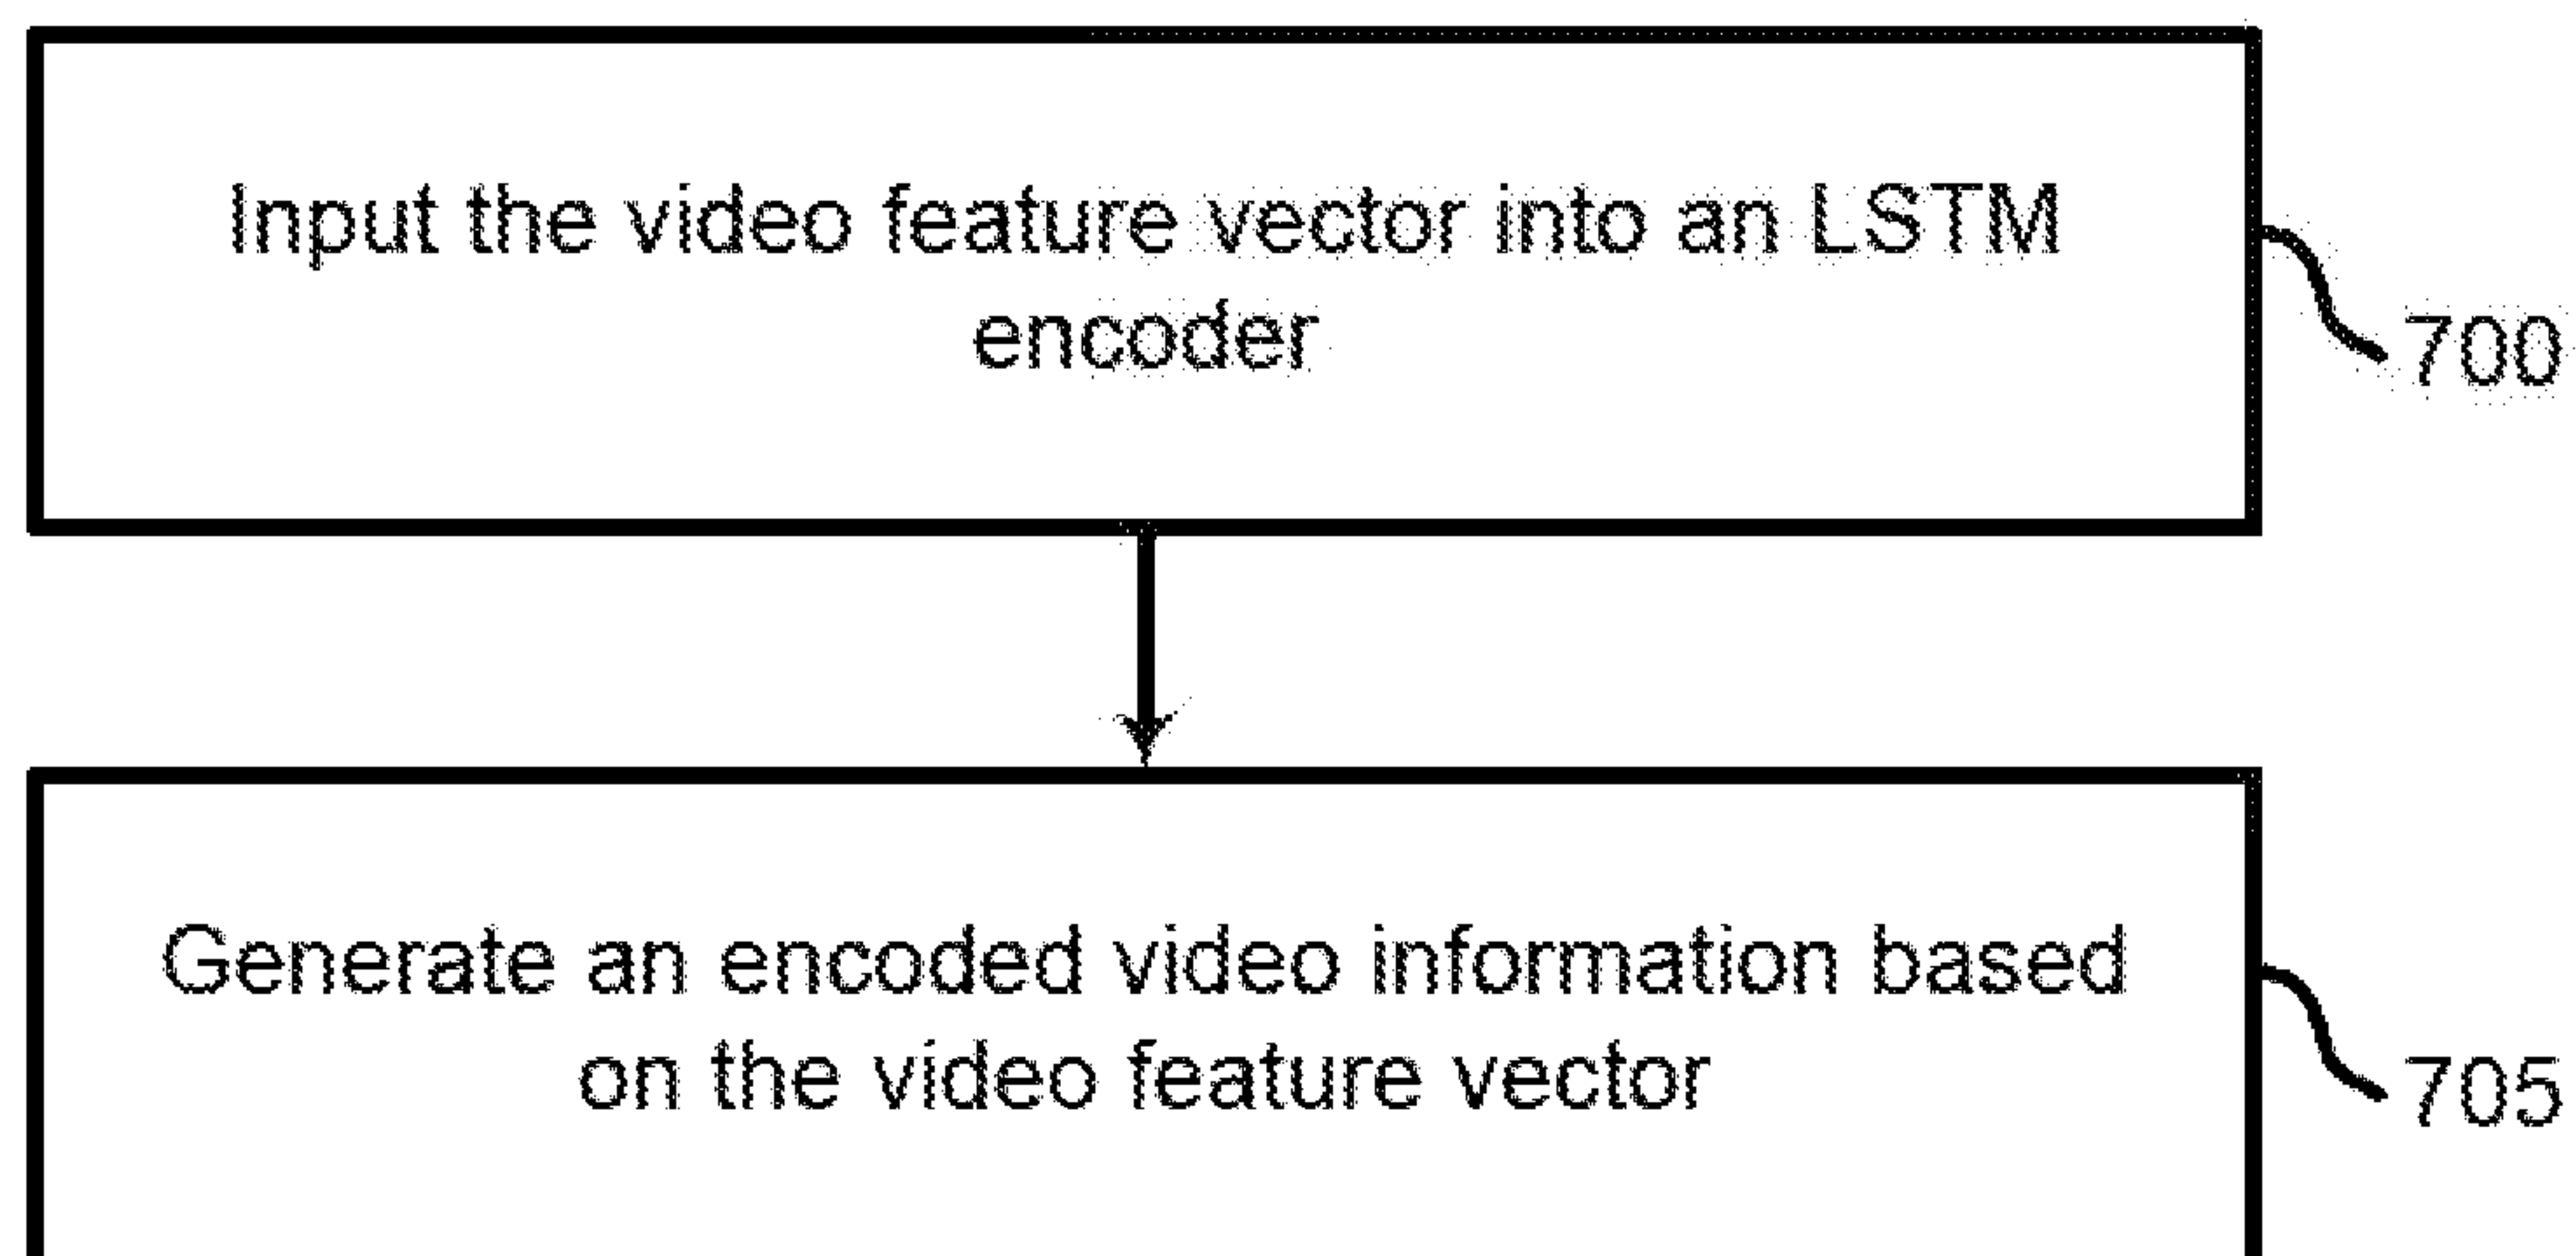 Input the video feature vector into an LSTM
encoder
700
Generate an encoded video information based
on the video feature vector
705